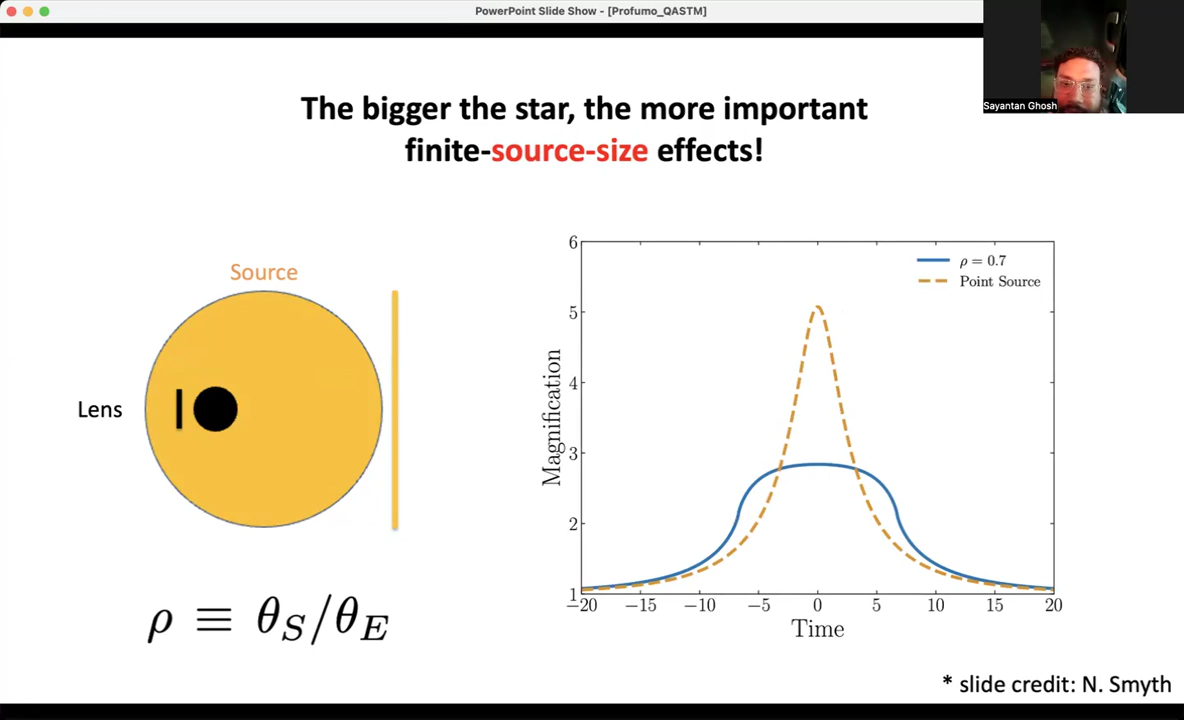 PowerPoint Slide Show - [Profumo_QASTM]
Sayantan Ghosh
The bigger the star, the more important
finite-source-size effects!
Source
Lens
ρ ≡ θ_S/θ_E
6
5
4
3
2
1
Magnification
ρ = 0.7
Point Source
−20 −15 −10 −5 0 5 10 15 20
Time
* slide credit: N. Smyth